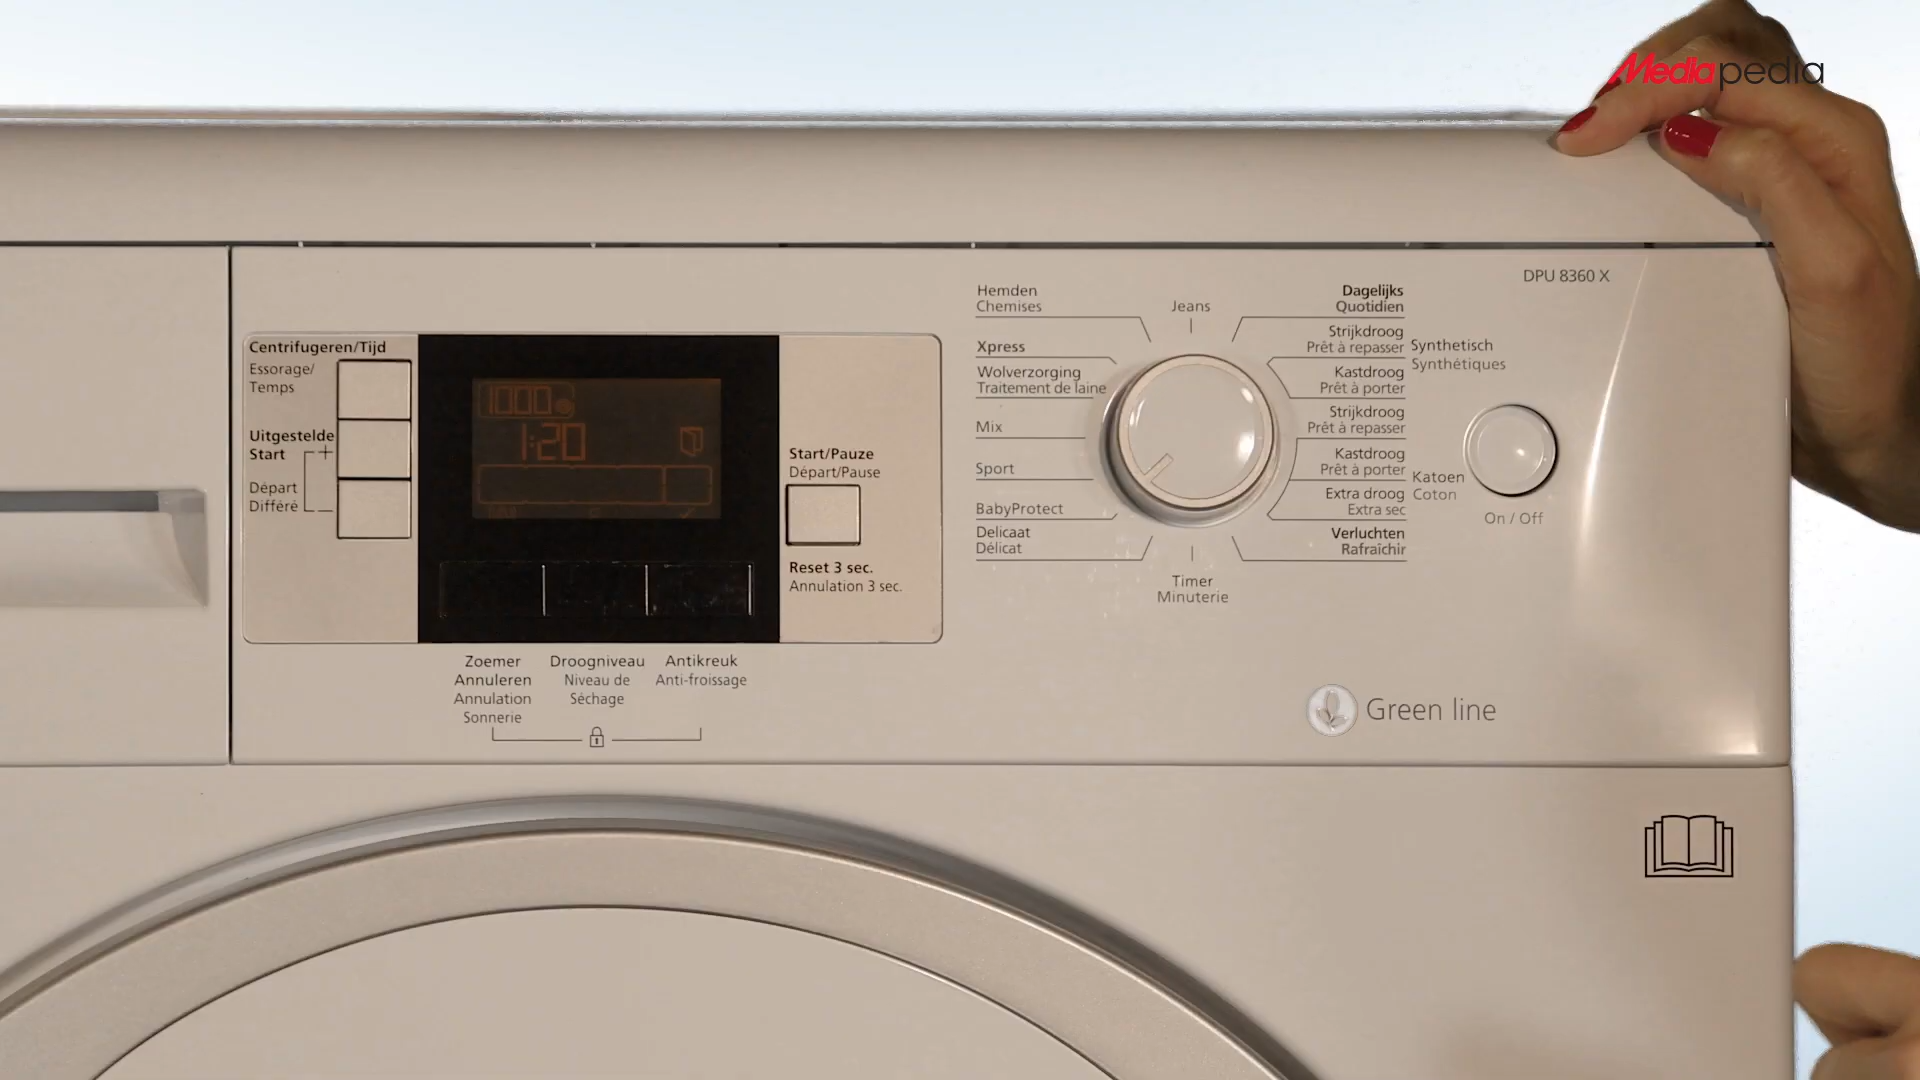 Mediapedia
DPU 8360 X
Centrifugeren/Tijd
Essorage/
Temps
Uitgestelde
Start
+
Départ
Différé
—
1000
1:20
Start/Pauze
Départ/Pause
Reset 3 sec.
Annulation 3 sec.
Zoemer
Annuleren
Annulation
Sonnerie
Droogniveau
Niveau de
Séchage
Antikreuk
Anti-froissage
Hemden
Chemises
Xpress
Wolverzorging
Traitement de laine
Mix
Sport
BabyProtect
Delicaat
Délicat
Jeans
Timer
Minuterie
Dagelijks
Quotidien
Strijkdroog
Prêt à repasser
Kastdroog
Prêt à porter
Synthetisch
Synthétiques
Strijkdroog
Prêt à repasser
Kastdroog
Prêt à porter
Extra droog
Extra sec
Katoen
Coton
Verluchten
Rafraîchir
On / Off
Green line